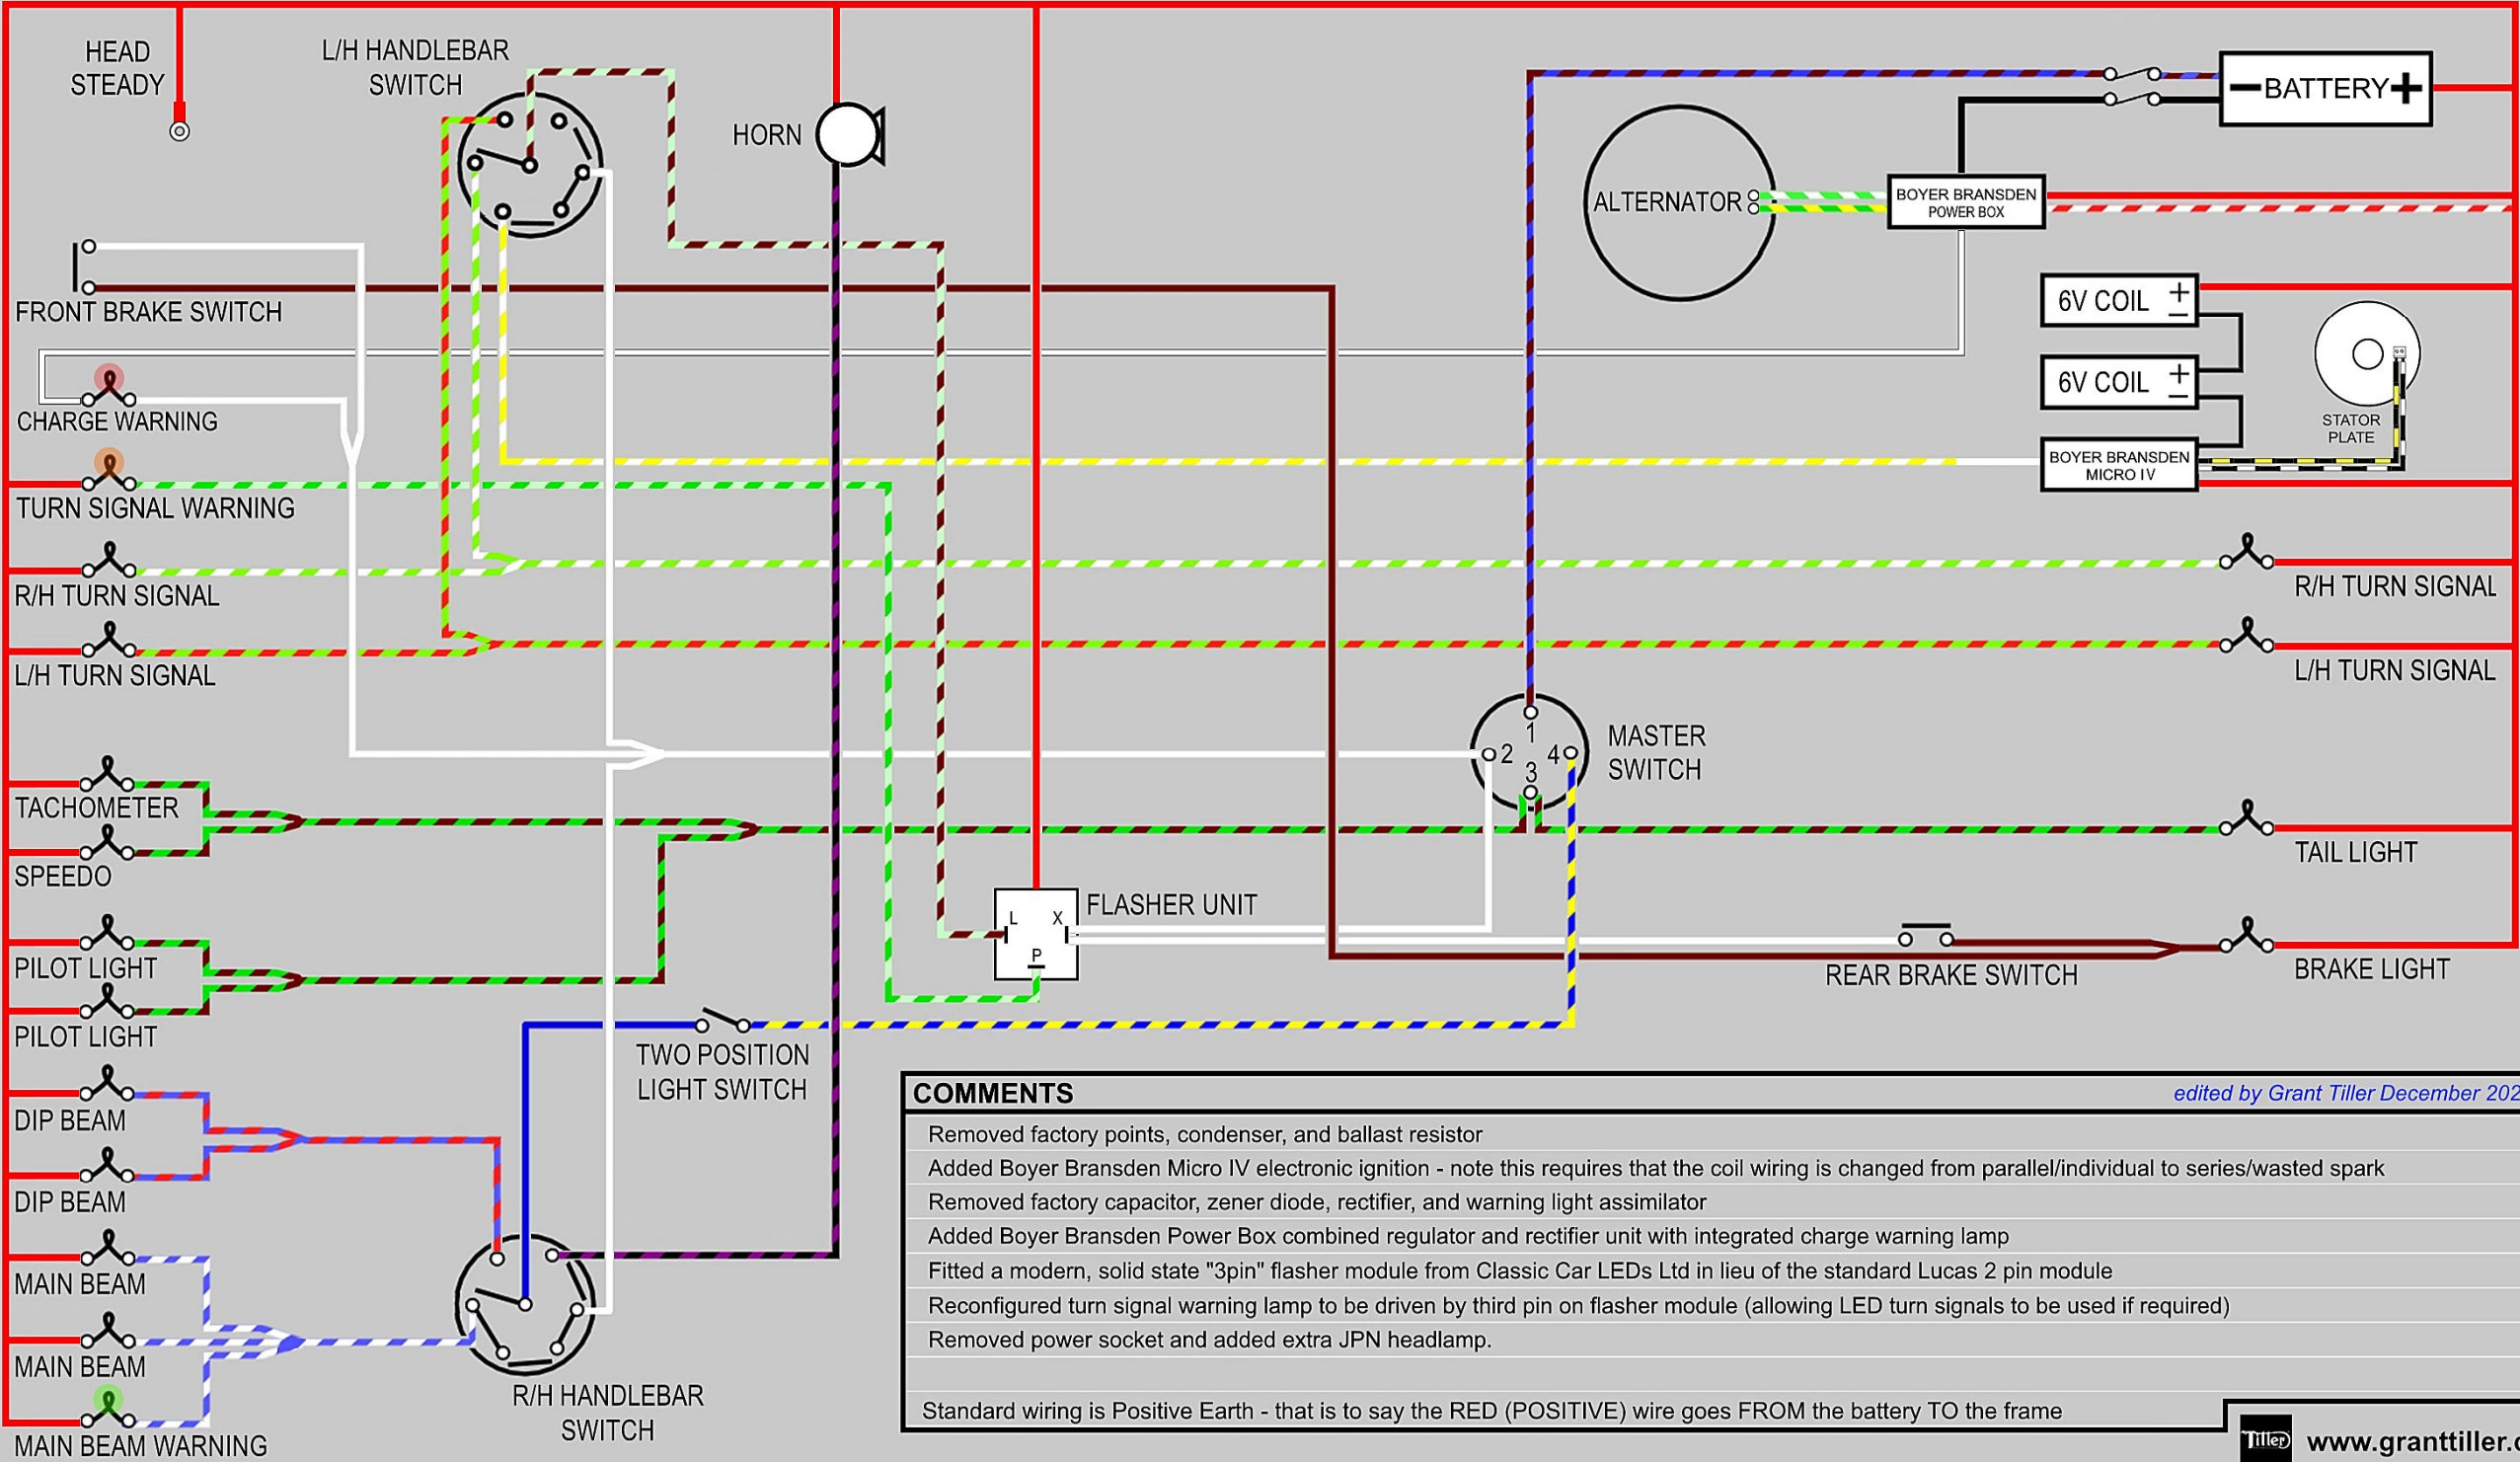 HEAD
STEADY
L/H HANDLEBAR
SWITCH
HORN
BATTERY
ALTERNATOR
BOYER BRANSDEN
POWER BOX
FRONT BRAKE SWITCH
6V COIL
6V COIL
STATOR
PLATE
CHARGE WARNING
BOYER BRANSDEN
MICRO IV
TURN SIGNAL WARNING
R/H TURN SIGNAL
R/H TURN SIGNAL
L/H TURN SIGNAL
L/H TURN SIGNAL
1
2
4
3
MASTER
SWITCH
TACHOMETER
SPEEDO
TAIL LIGHT
L
X
P
FLASHER UNIT
PILOT LIGHT
REAR BRAKE SWITCH
BRAKE LIGHT
PILOT LIGHT
TWO POSITION
LIGHT SWITCH
DIP BEAM
DIP BEAM
MAIN BEAM
MAIN BEAM
R/H HANDLEBAR
SWITCH
MAIN BEAM WARNING
COMMENTS
edited by Grant Tiller December 202
Removed factory points, condenser, and ballast resistor
Added Boyer Bransden Micro IV electronic ignition - note this requires that the coil wiring is changed from parallel/individual to series/wasted spark
Removed factory capacitor, zener diode, rectifier, and warning light assimilator
Added Boyer Bransden Power Box combined regulator and rectifier unit with integrated charge warning lamp
Fitted a modern, solid state "3pin" flasher module from Classic Car LEDs Ltd in lieu of the standard Lucas 2 pin module
Reconfigured turn signal warning lamp to be driven by third pin on flasher module (allowing LED turn signals to be used if required)
Removed power socket and added extra JPN headlamp.
Standard wiring is Positive Earth - that is to say the RED (POSITIVE) wire goes FROM the battery TO the frame
Tiller
www.granttiller.c